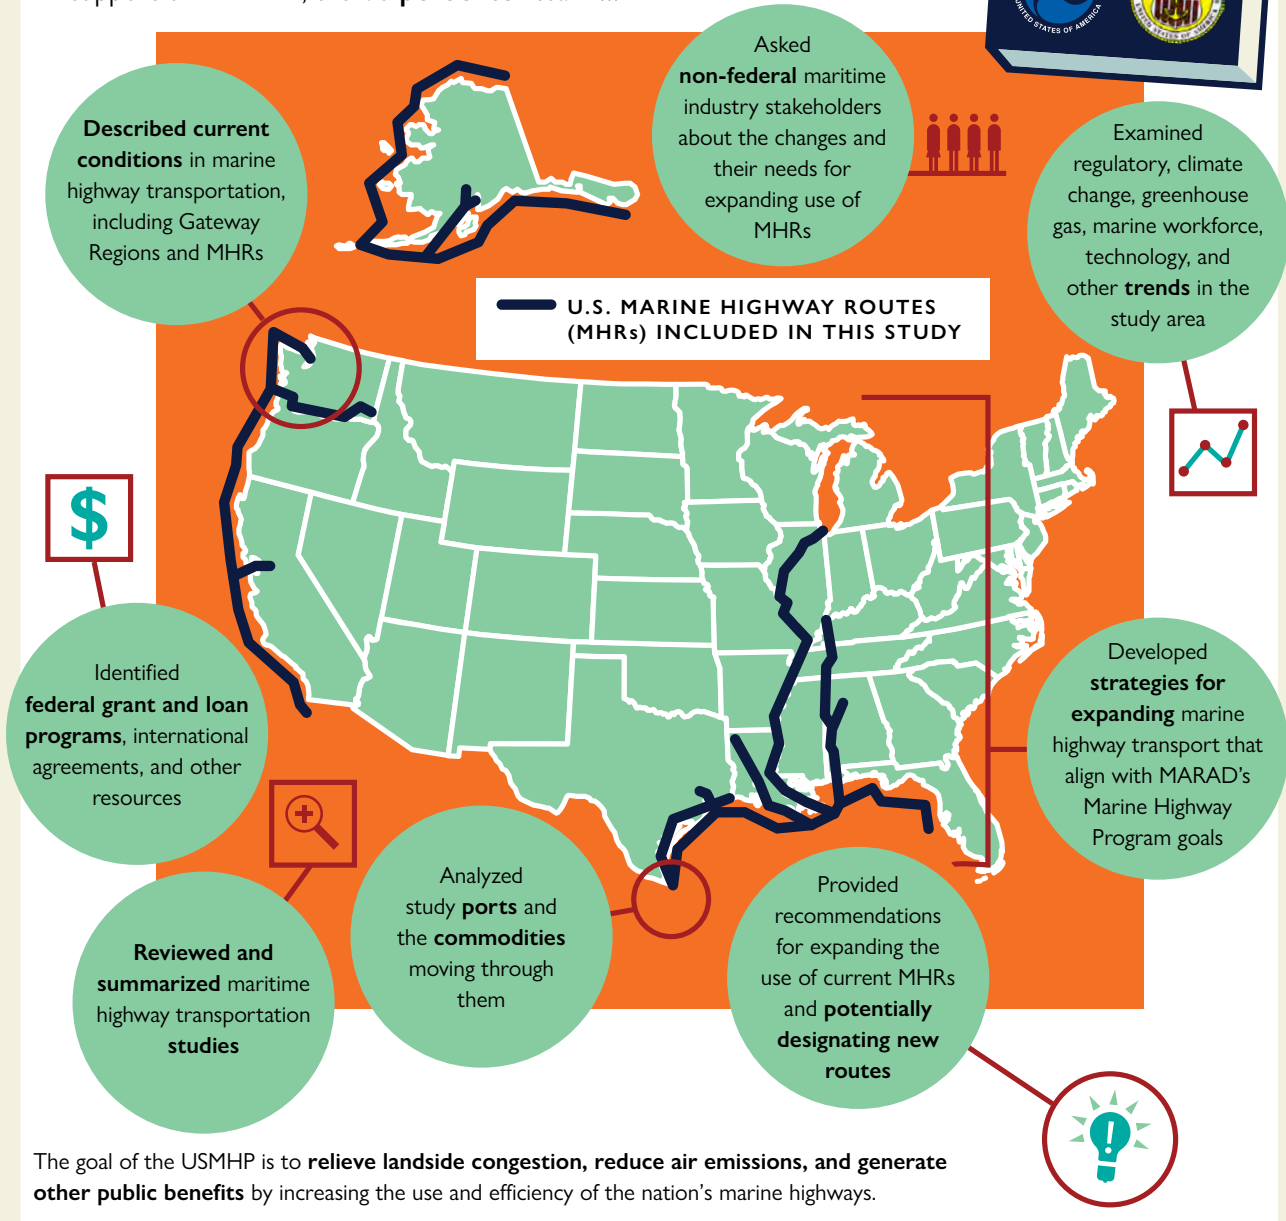 UNITED STATES OF AMERICA
Asked
non-federal maritime
industry stakeholders
about the changes and
their needs for
expanding use of
MHRs
Described current
conditions in marine
highway transportation,
including Gateway
Regions and MHRs
Examined
regulatory, climate
change, greenhouse
gas, marine workforce,
technology, and
other trends in the
study area
U.S. MARINE HIGHWAY ROUTES
(MHRs) INCLUDED IN THIS STUDY
$
Identified
federal grant and loan
programs, international
agreements, and other
resources
Developed
strategies for
expanding marine
highway transport that
align with MARAD's
Marine Highway
Program goals
Reviewed and
summarized maritime
highway transportation
studies
Analyzed
study ports and
the commodities
moving through
them
Provided
recommendations
for expanding the
use of current MHRs
and potentially
designating new
routes
The goal of the USMHP is to relieve landside congestion, reduce air emissions, and generate
other public benefits by increasing the use and efficiency of the nation's marine highways.